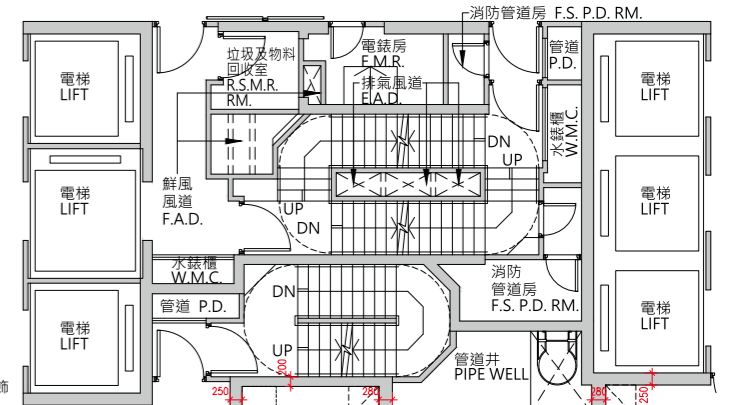 消防管道房 F.S. P.D. RM.
電梯
LIFT
垃圾及物料
回收室
R.S.M.R.
RM.
電錶房
E.M.R.
排氣風道
E.A.D.
管道
P.D.
電梯
LIFT
水錶櫃
W.M.C.
DN
UP
鮮風
風道
F.A.D.
電梯
LIFT
UP
DN
電梯
LIFT
水錶櫃
W.M.C.
消防
管道房
F.S. P.D. RM.
DN
管道 P.D.
電梯
LIFT
電梯
LIFT
UP
管道井
PIPE WELL
200
飾
250
280
280
250